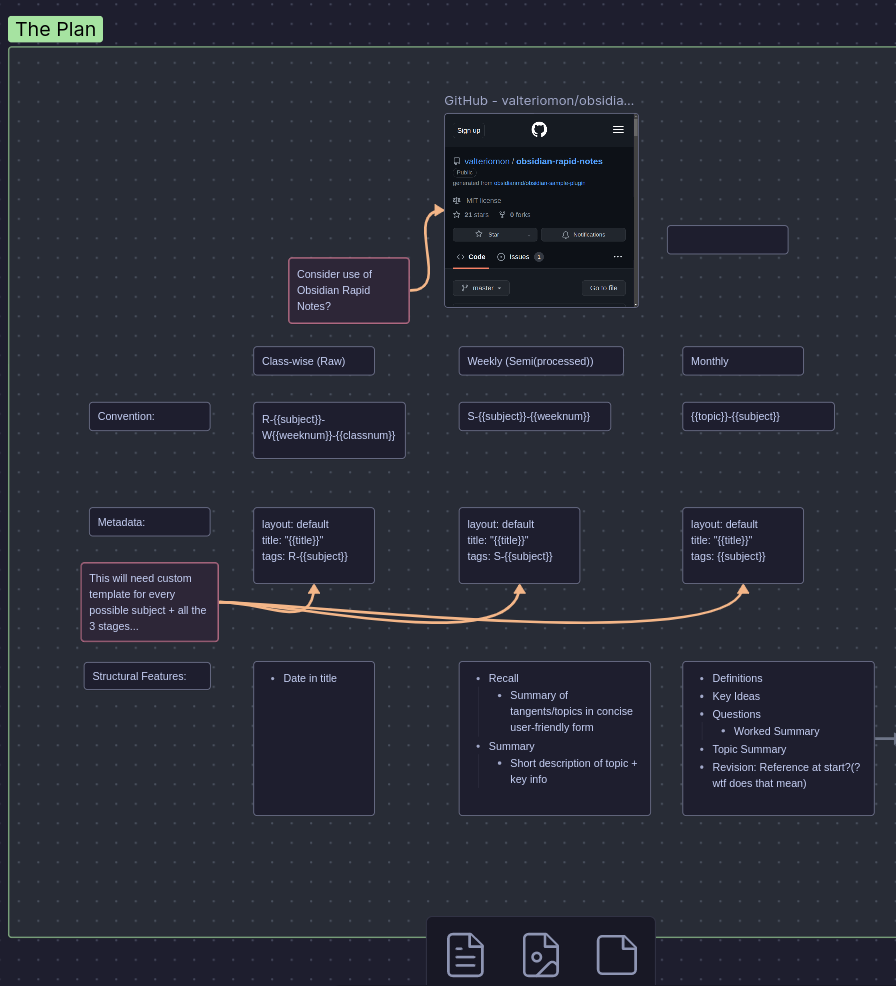 The Plan
GitHub - valteriomon/obsidia...
Sign up
valteriomon / obsidian-rapid-notes
Public
generated from obsidianmd/obsidian-sample-plugin
MIT license
21 stars 0 forks
Star
Notifications
Code
Issues 1
master
Go to file
Consider use of
Obsidian Rapid
Notes?
Class-wise (Raw)
Weekly (Semi(processed))
Monthly
Convention:
R-{{subject}}-
W{{weeknum}}-{{classnum}}
S-{{subject}}-{{weeknum}}
{{topic}}-{{subject}}
Metadata:
layout: default
title: "{{title}}"
tags: R-{{subject}}
layout: default
title: "{{title}}"
tags: S-{{subject}}
layout: default
title: "{{title}}"
tags: {{subject}}
This will need custom
template for every
possible subject + all the
3 stages...
Structural Features:
• Date in title
• Recall
• Summary of
tangents/topics in concise
user-friendly form
• Summary
• Short description of topic +
key info
• Definitions
• Key Ideas
• Questions
• Worked Summary
• Topic Summary
• Revision: Reference at start?(?
wtf does that mean)